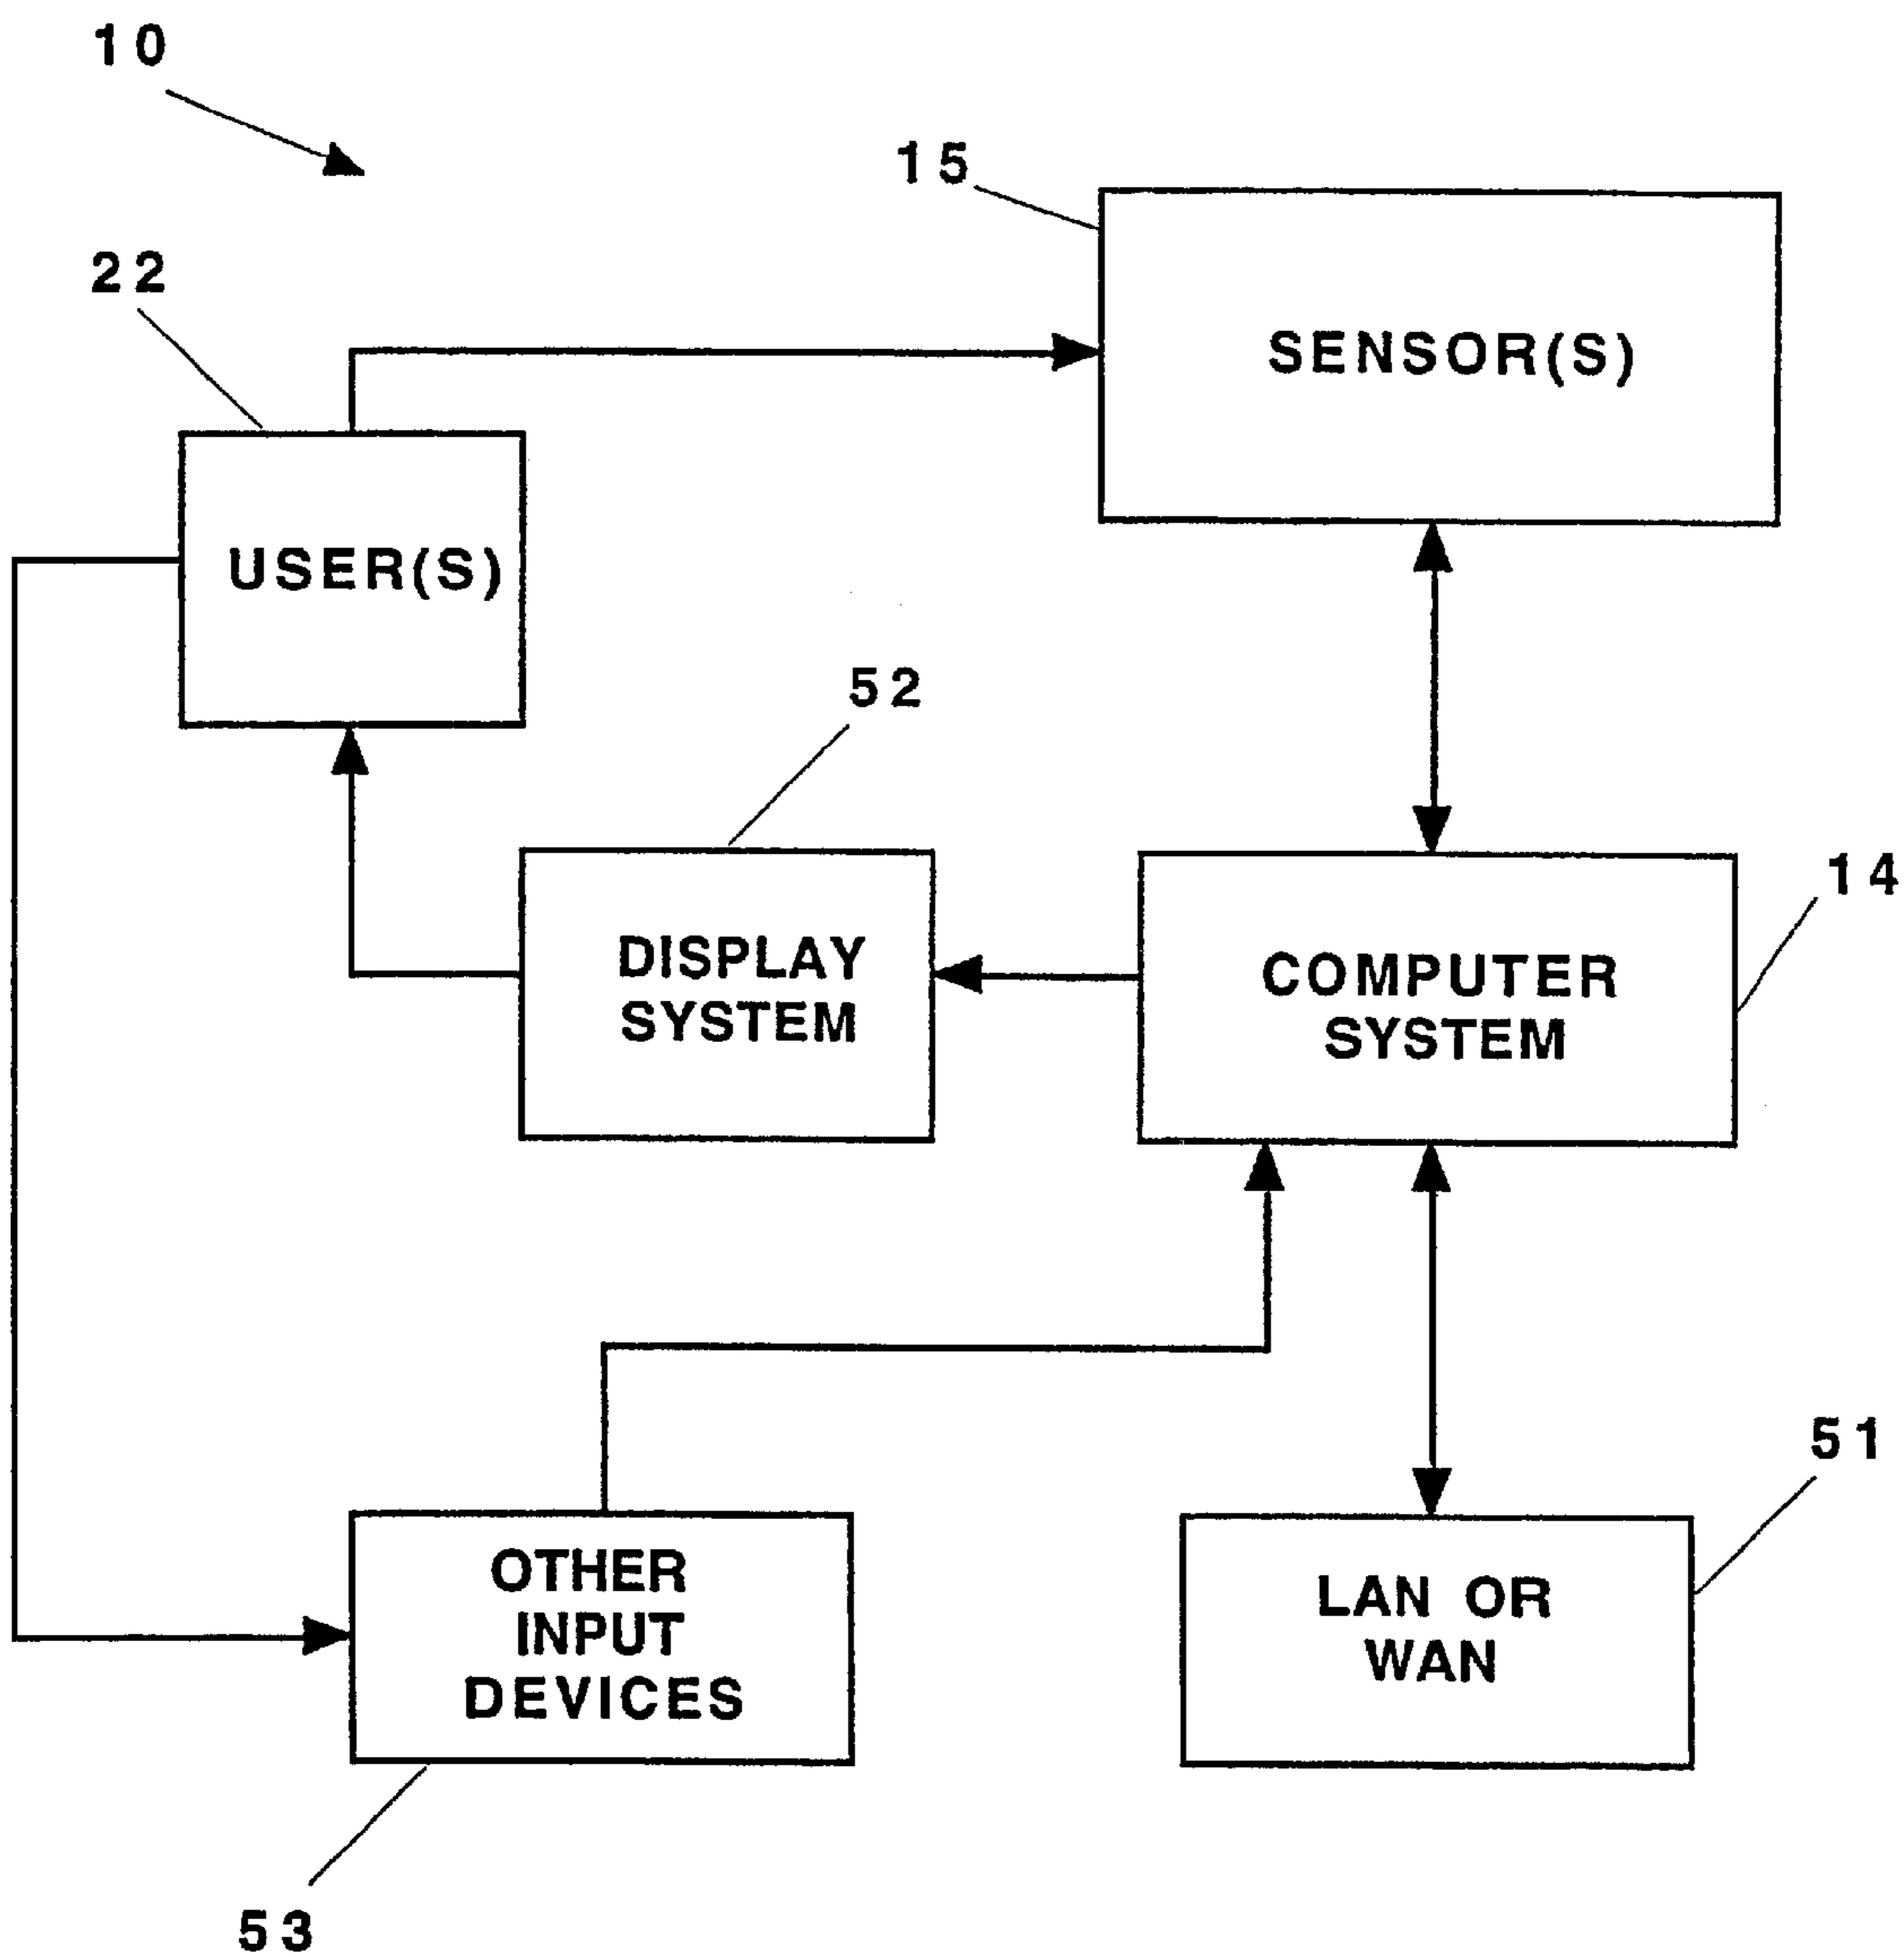 10
15
SENSOR(S)
22
USER(S)
52
DISPLAY
SYSTEM
14
COMPUTER
SYSTEM
51
OTHER
INPUT
DEVICES
LAN OR
WAN
53